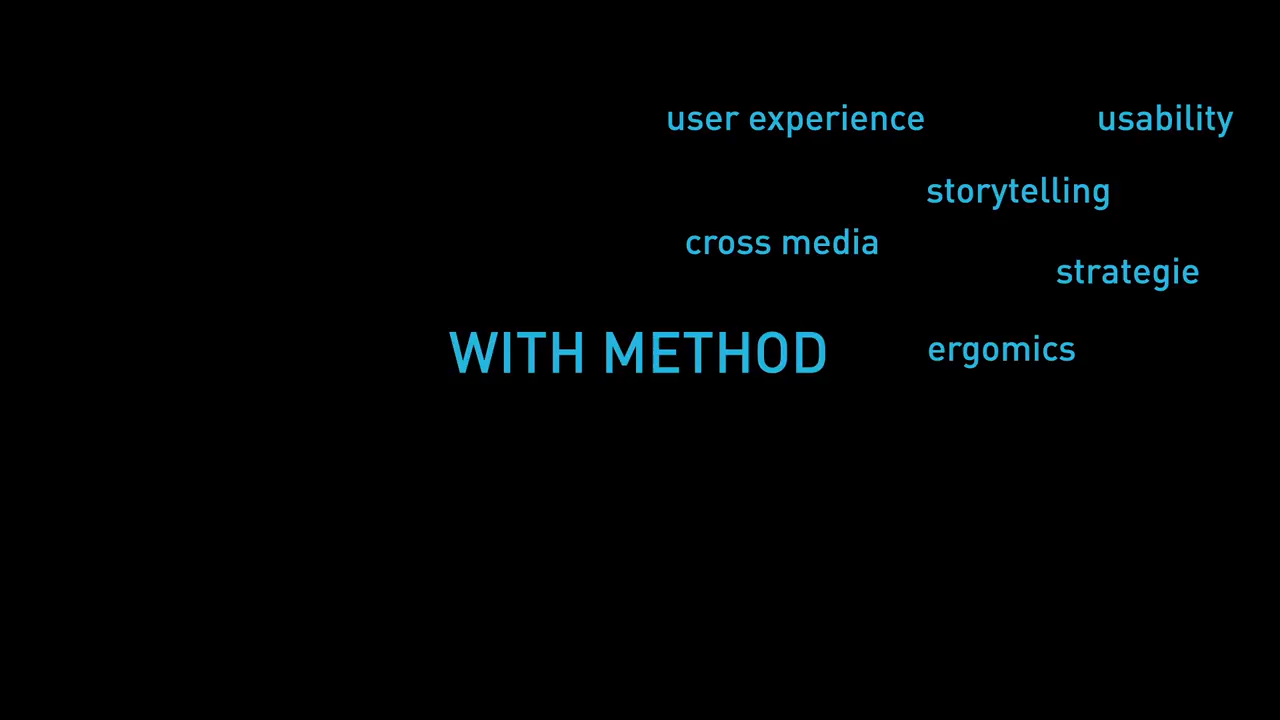 user experience
usability
storytelling
cross media
strategie
WITH METHOD
ergomics